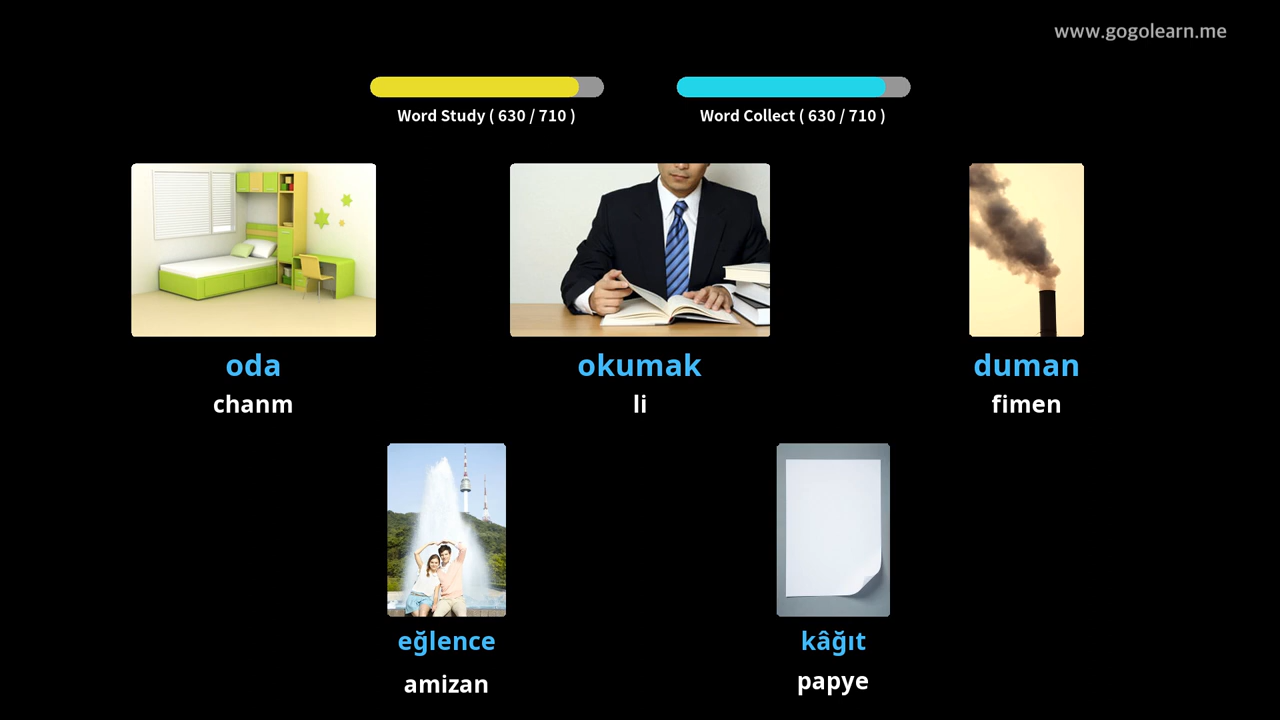 www.gogolearn.me
Word Study ( 630 / 710 )
Word Collect ( 630 / 710 )
oda
okumak
duman
chanm
li
fimen
eğlence
kâğıt
amizan
papye